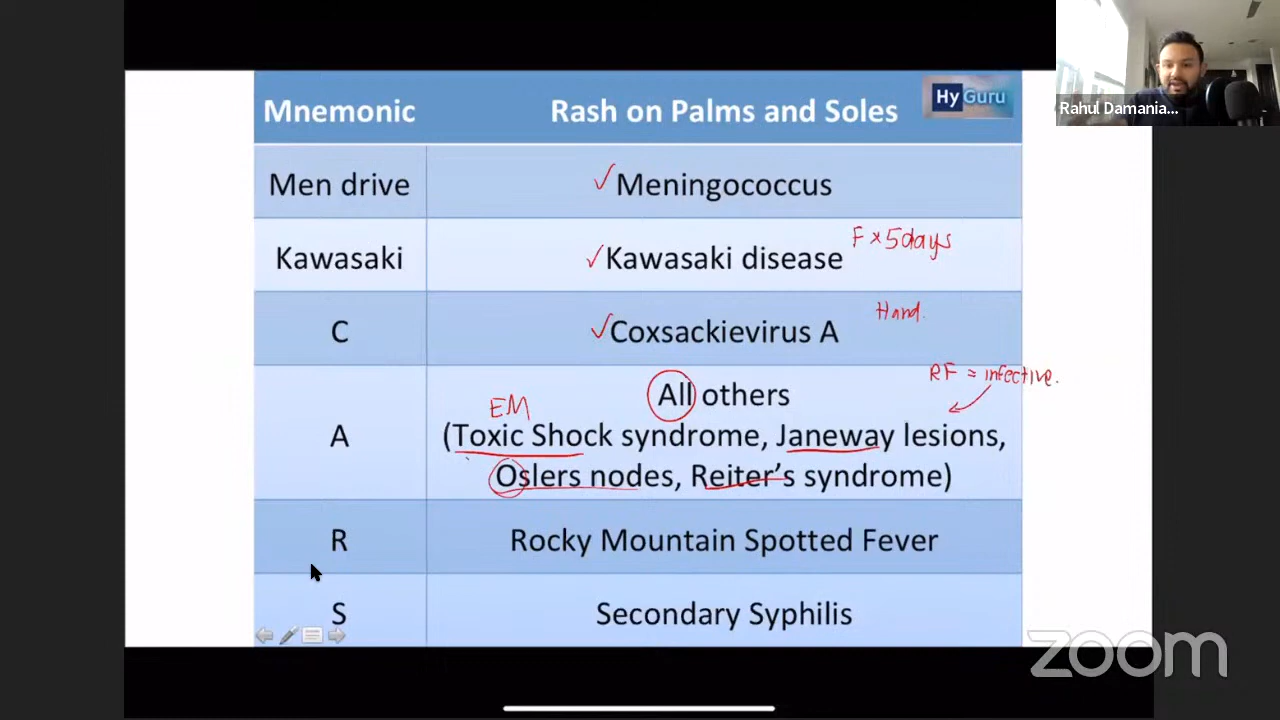 Mnemonic Rash on Palms and Soles HyGuru
Rahul Damania...
Men drive ✓Meningococcus
F × 5days
Kawasaki ✓Kawasaki disease
Hand.
C ✓Coxsackievirus A
RF = infective.
All others
EM
A (Toxic Shock syndrome, Janeway lesions,
Oslers nodes, Reiter’s syndrome)
R Rocky Mountain Spotted Fever
S Secondary Syphilis
zoom